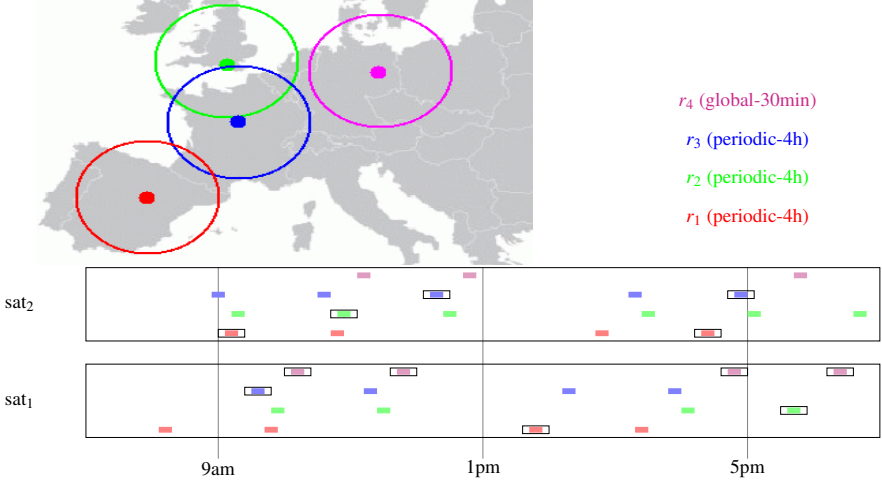 r₄ (global-30min)
r₃ (periodic-4h)
r₂ (periodic-4h)
r₁ (periodic-4h)
sat₂
sat₁
9am 1pm 5pm